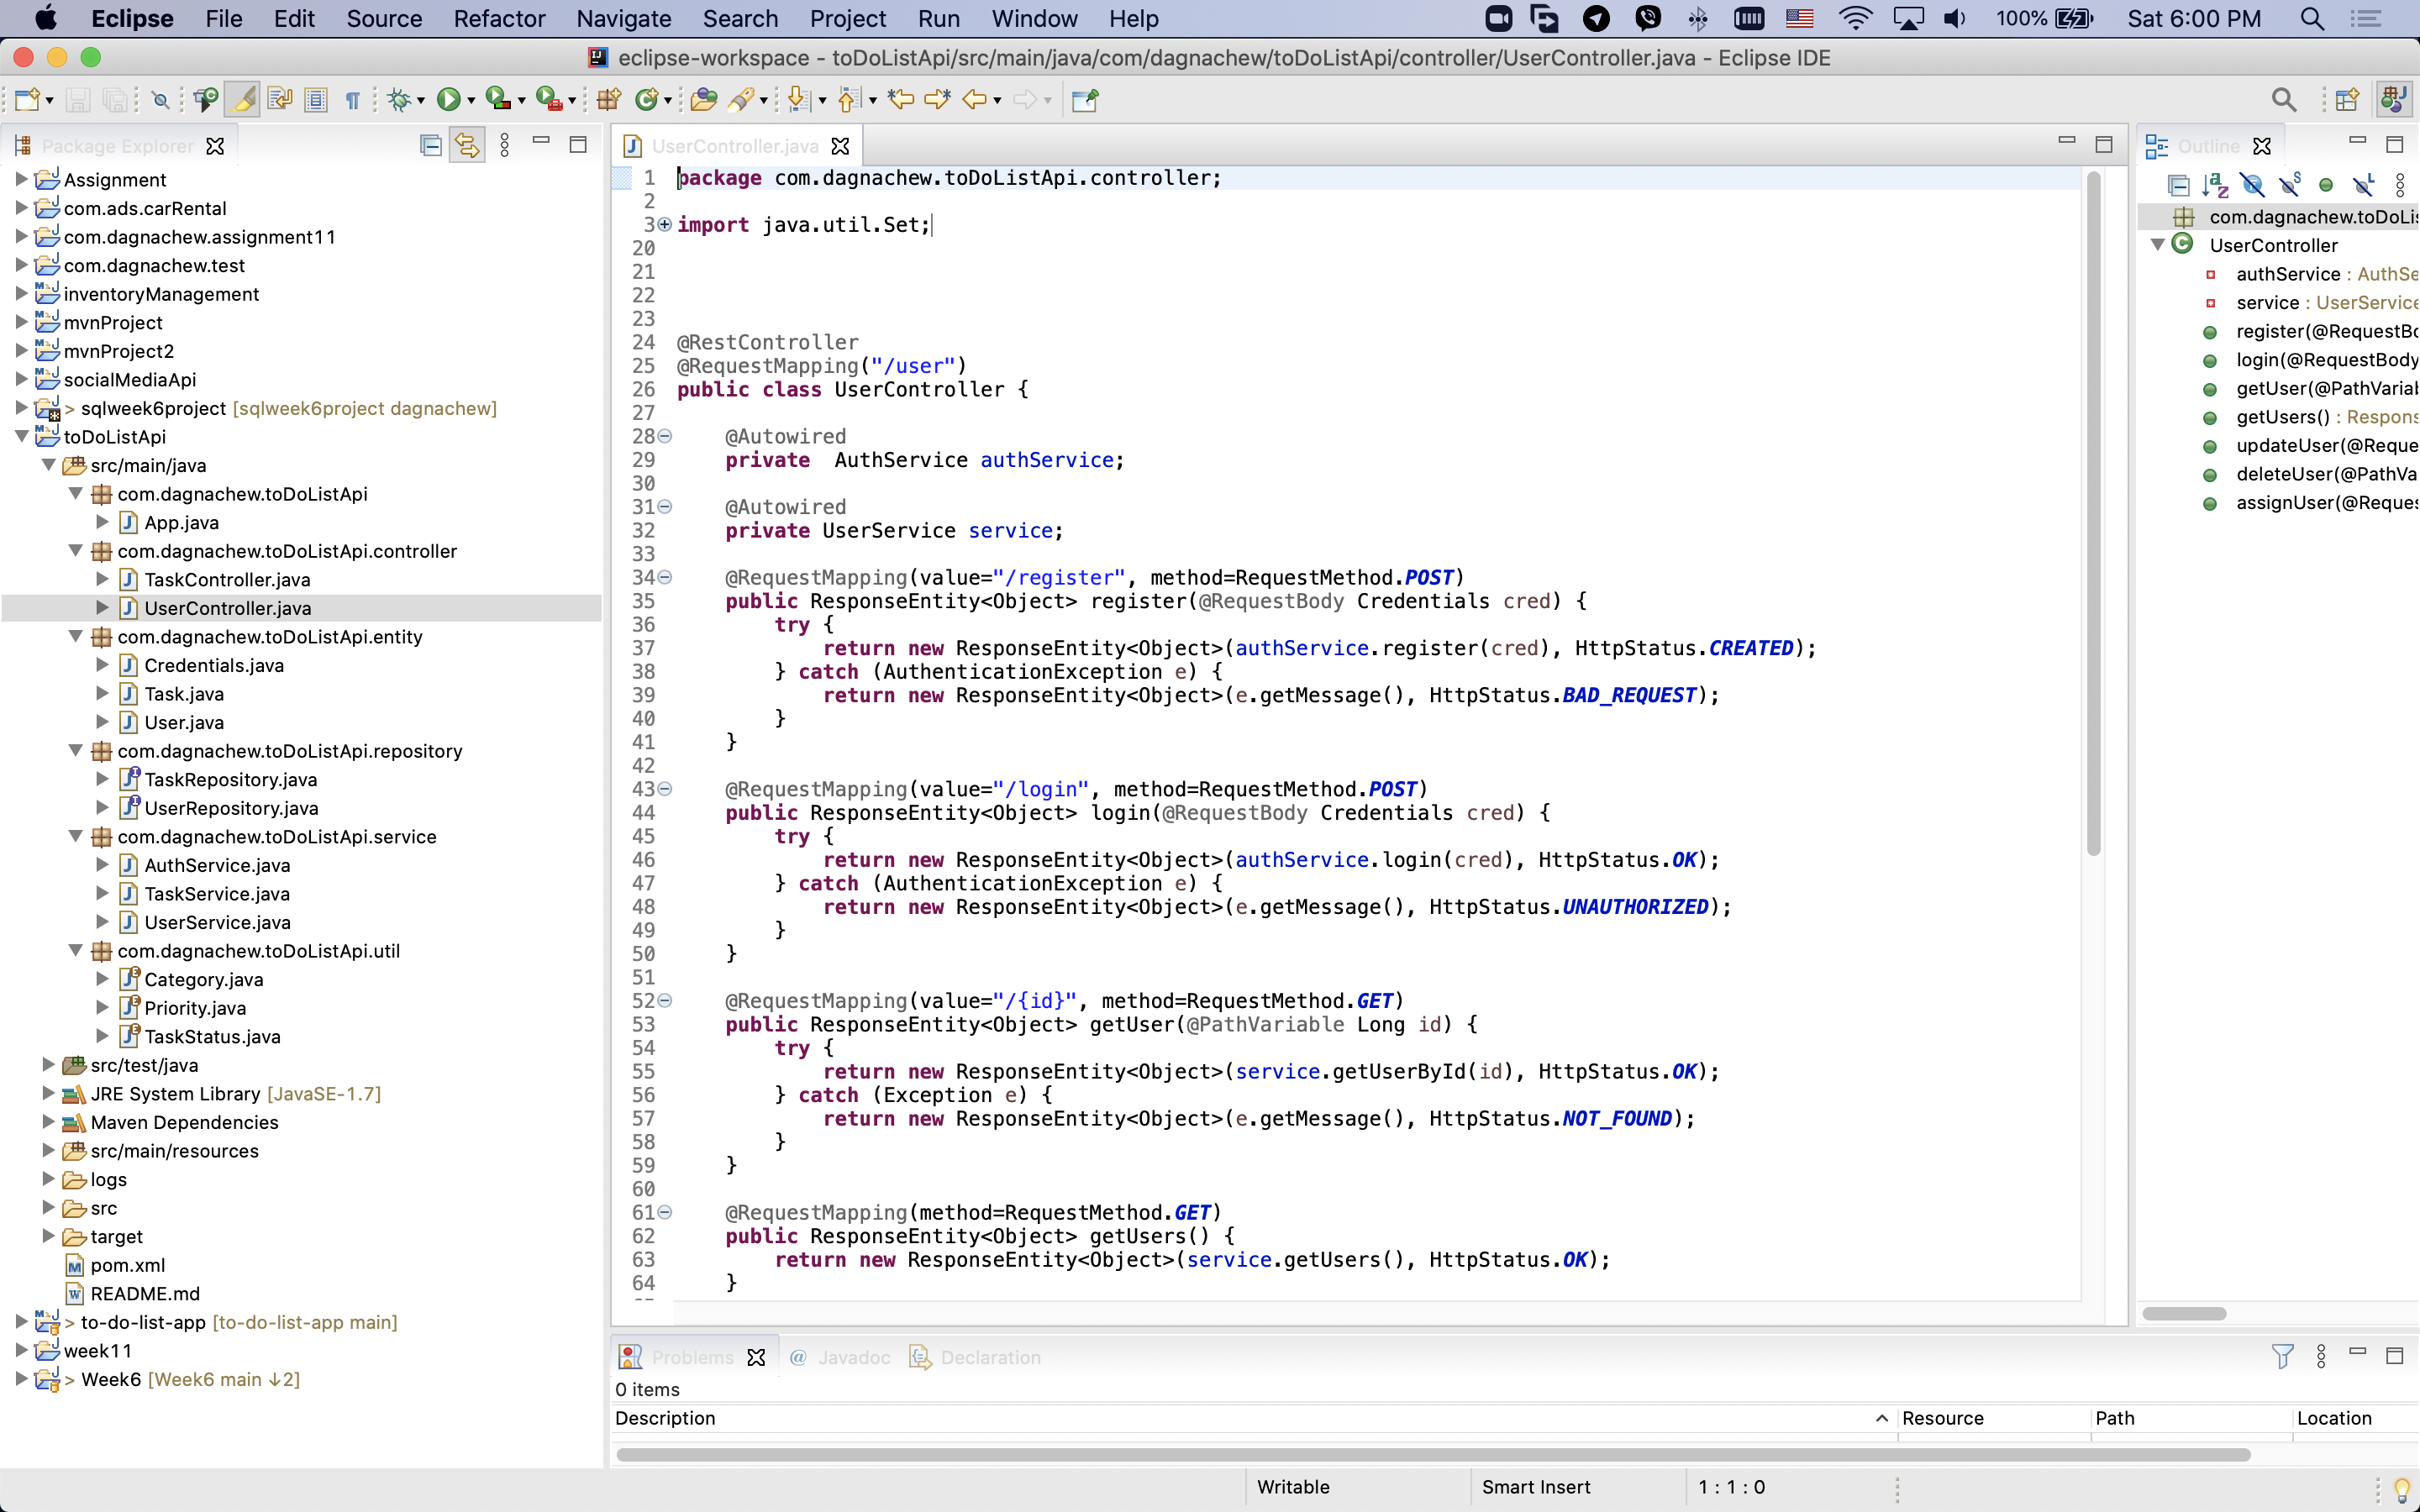 Eclipse File Edit Source Refactor Navigate Search Project Run Window Help 100% Sat 6:00 PM
eclipse-workspace - toDoListApi/src/main/java/com/dagnachew/toDoListApi/controller/UserController.java - Eclipse IDE
Package Explorer
Assignment
com.ads.carRental
com.dagnachew.assignment11
com.dagnachew.test
inventoryManagement
mvnProject
mvnProject2
socialMediaApi
> sqlweek6project [sqlweek6project dagnachew]
toDoListApi
src/main/java
com.dagnachew.toDoListApi
App.java
com.dagnachew.toDoListApi.controller
TaskController.java
UserController.java
com.dagnachew.toDoListApi.entity
Credentials.java
Task.java
User.java
com.dagnachew.toDoListApi.repository
TaskRepository.java
UserRepository.java
com.dagnachew.toDoListApi.service
AuthService.java
TaskService.java
UserService.java
com.dagnachew.toDoListApi.util
Category.java
Priority.java
TaskStatus.java
src/test/java
JRE System Library [JavaSE-1.7]
Maven Dependencies
src/main/resources
logs
src
target
pom.xml
README.md
> to-do-list-app [to-do-list-app main]
week11
> Week6 [Week6 main ↓2]
UserController.java
1 package com.dagnachew.toDoListApi.controller;
2
3 import java.util.Set;
20
21
22
23
24 @RestController
25 @RequestMapping("/user")
26 public class UserController {
27
28 @Autowired
29 private  AuthService authService;
30
31 @Autowired
32 private UserService service;
33
34 @RequestMapping(value="/register", method=RequestMethod.POST)
35 public ResponseEntity<Object> register(@RequestBody Credentials cred) {
36 try {
37 return new ResponseEntity<Object>(authService.register(cred), HttpStatus.CREATED);
38 } catch (AuthenticationException e) {
39 return new ResponseEntity<Object>(e.getMessage(), HttpStatus.BAD_REQUEST);
40 }
41 }
42
43 @RequestMapping(value="/login", method=RequestMethod.POST)
44 public ResponseEntity<Object> login(@RequestBody Credentials cred) {
45 try {
46 return new ResponseEntity<Object>(authService.login(cred), HttpStatus.OK);
47 } catch (AuthenticationException e) {
48 return new ResponseEntity<Object>(e.getMessage(), HttpStatus.UNAUTHORIZED);
49 }
50 }
51
52 @RequestMapping(value="/{id}", method=RequestMethod.GET)
53 public ResponseEntity<Object> getUser(@PathVariable Long id) {
54 try {
55 return new ResponseEntity<Object>(service.getUserById(id), HttpStatus.OK);
56 } catch (Exception e) {
57 return new ResponseEntity<Object>(e.getMessage(), HttpStatus.NOT_FOUND);
58 }
59 }
60
61 @RequestMapping(method=RequestMethod.GET)
62 public ResponseEntity<Object> getUsers() {
63 return new ResponseEntity<Object>(service.getUsers(), HttpStatus.OK);
64 }
Outline
com.dagnachew.toDoLi
UserController
authService : AuthSe
service : UserService
register(@RequestBo
login(@RequestBody
getUser(@PathVariab
getUsers() : Respons
updateUser(@Reque
deleteUser(@PathVa
assignUser(@Reques
Problems @ Javadoc Declaration
0 items
Description Resource Path Location
Writable Smart Insert 1 : 1 : 0